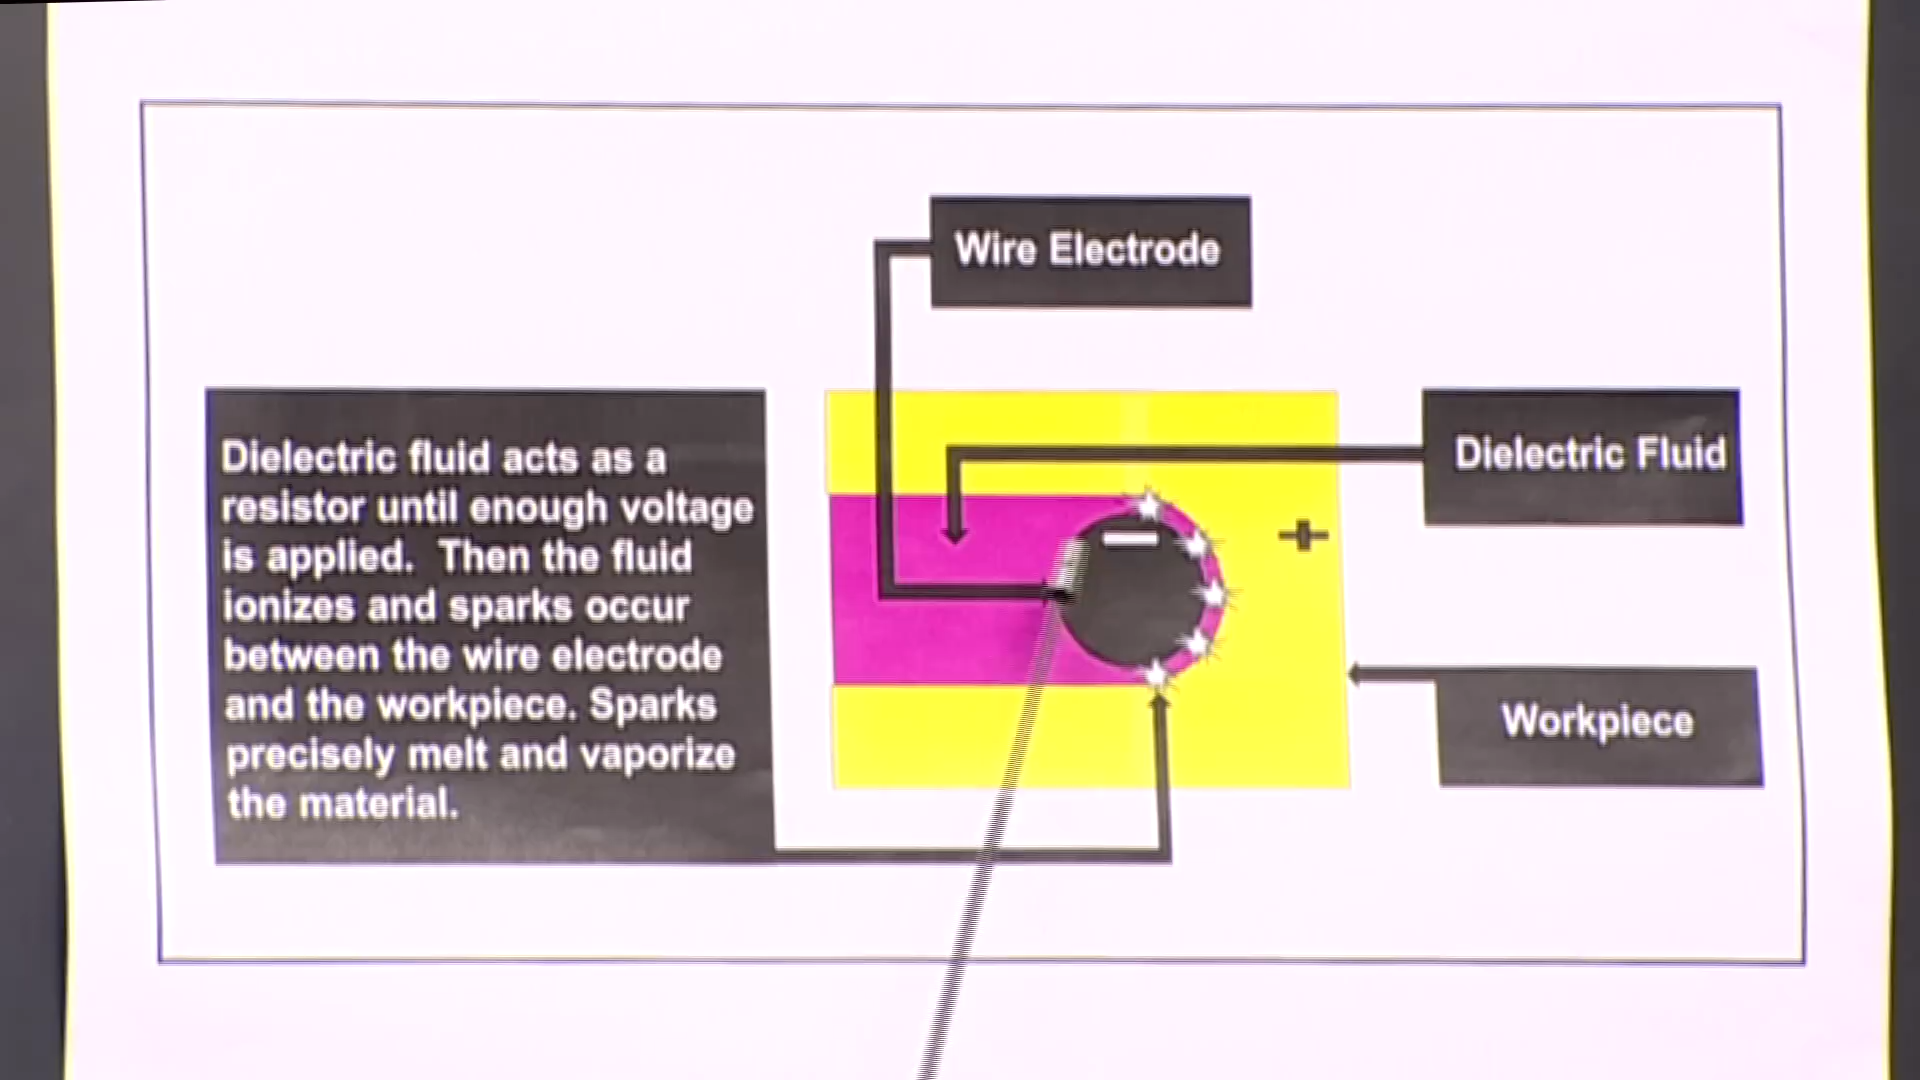 Wire Electrode
Dielectric fluid acts as a
resistor until enough voltage
is applied. Then the fluid
ionizes and sparks occur
between the wire electrode
and the workpiece. Sparks
precisely melt and vaporize
the material.
Dielectric Fluid
Workpiece